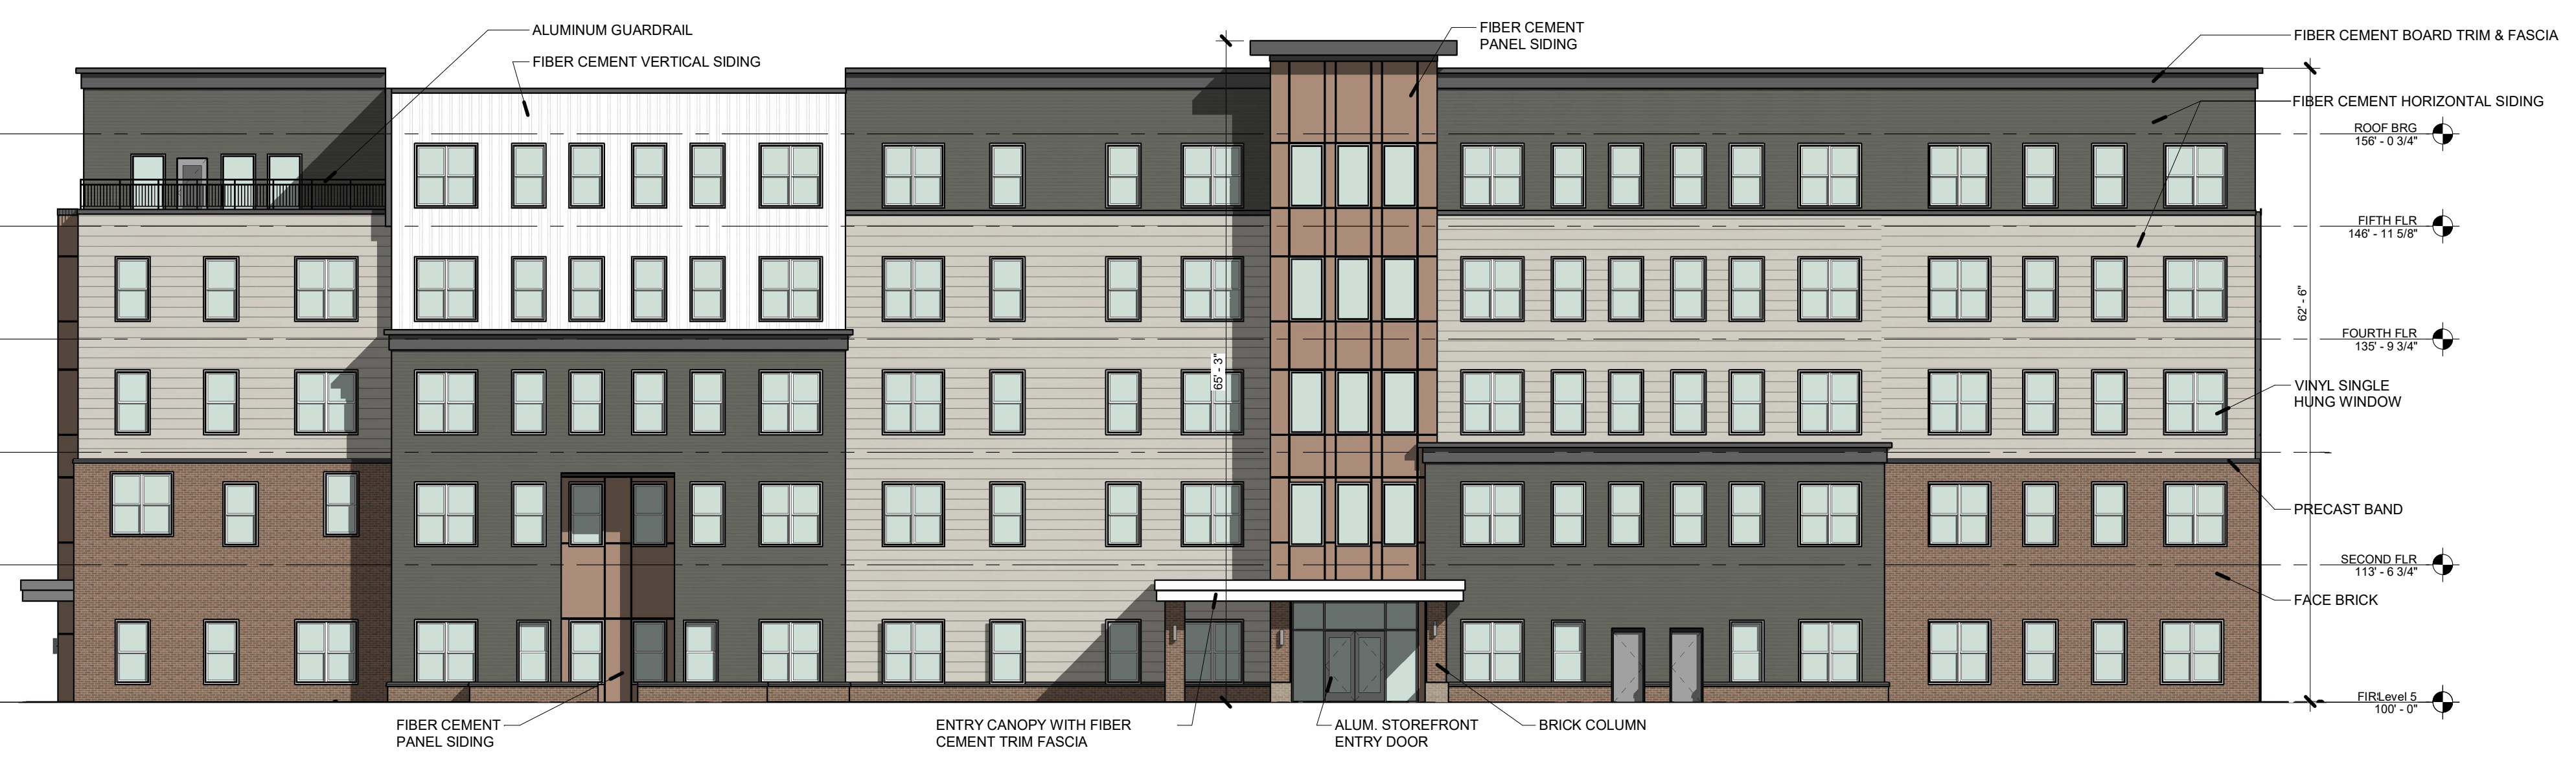 ALUMINUM GUARDRAIL
FIBER CEMENT VERTICAL SIDING
FIBER CEMENT
PANEL SIDING
FIBER CEMENT BOARD TRIM & FASCIA
FIBER CEMENT HORIZONTAL SIDING
ROOF BRG
156' - 0 3/4"
FIFTH FLR
146' - 11 5/8"
62' - 6"
FOURTH FLR
135' - 9 3/4"
65' - 3"
VINYL SINGLE
HUNG WINDOW
PRECAST BAND
SECOND FLR
113' - 6 3/4"
FACE BRICK
Level 5
100' - 0"
FIBER CEMENT
PANEL SIDING
ENTRY CANOPY WITH FIBER
CEMENT TRIM FASCIA
ALUM. STOREFRONT
ENTRY DOOR
BRICK COLUMN